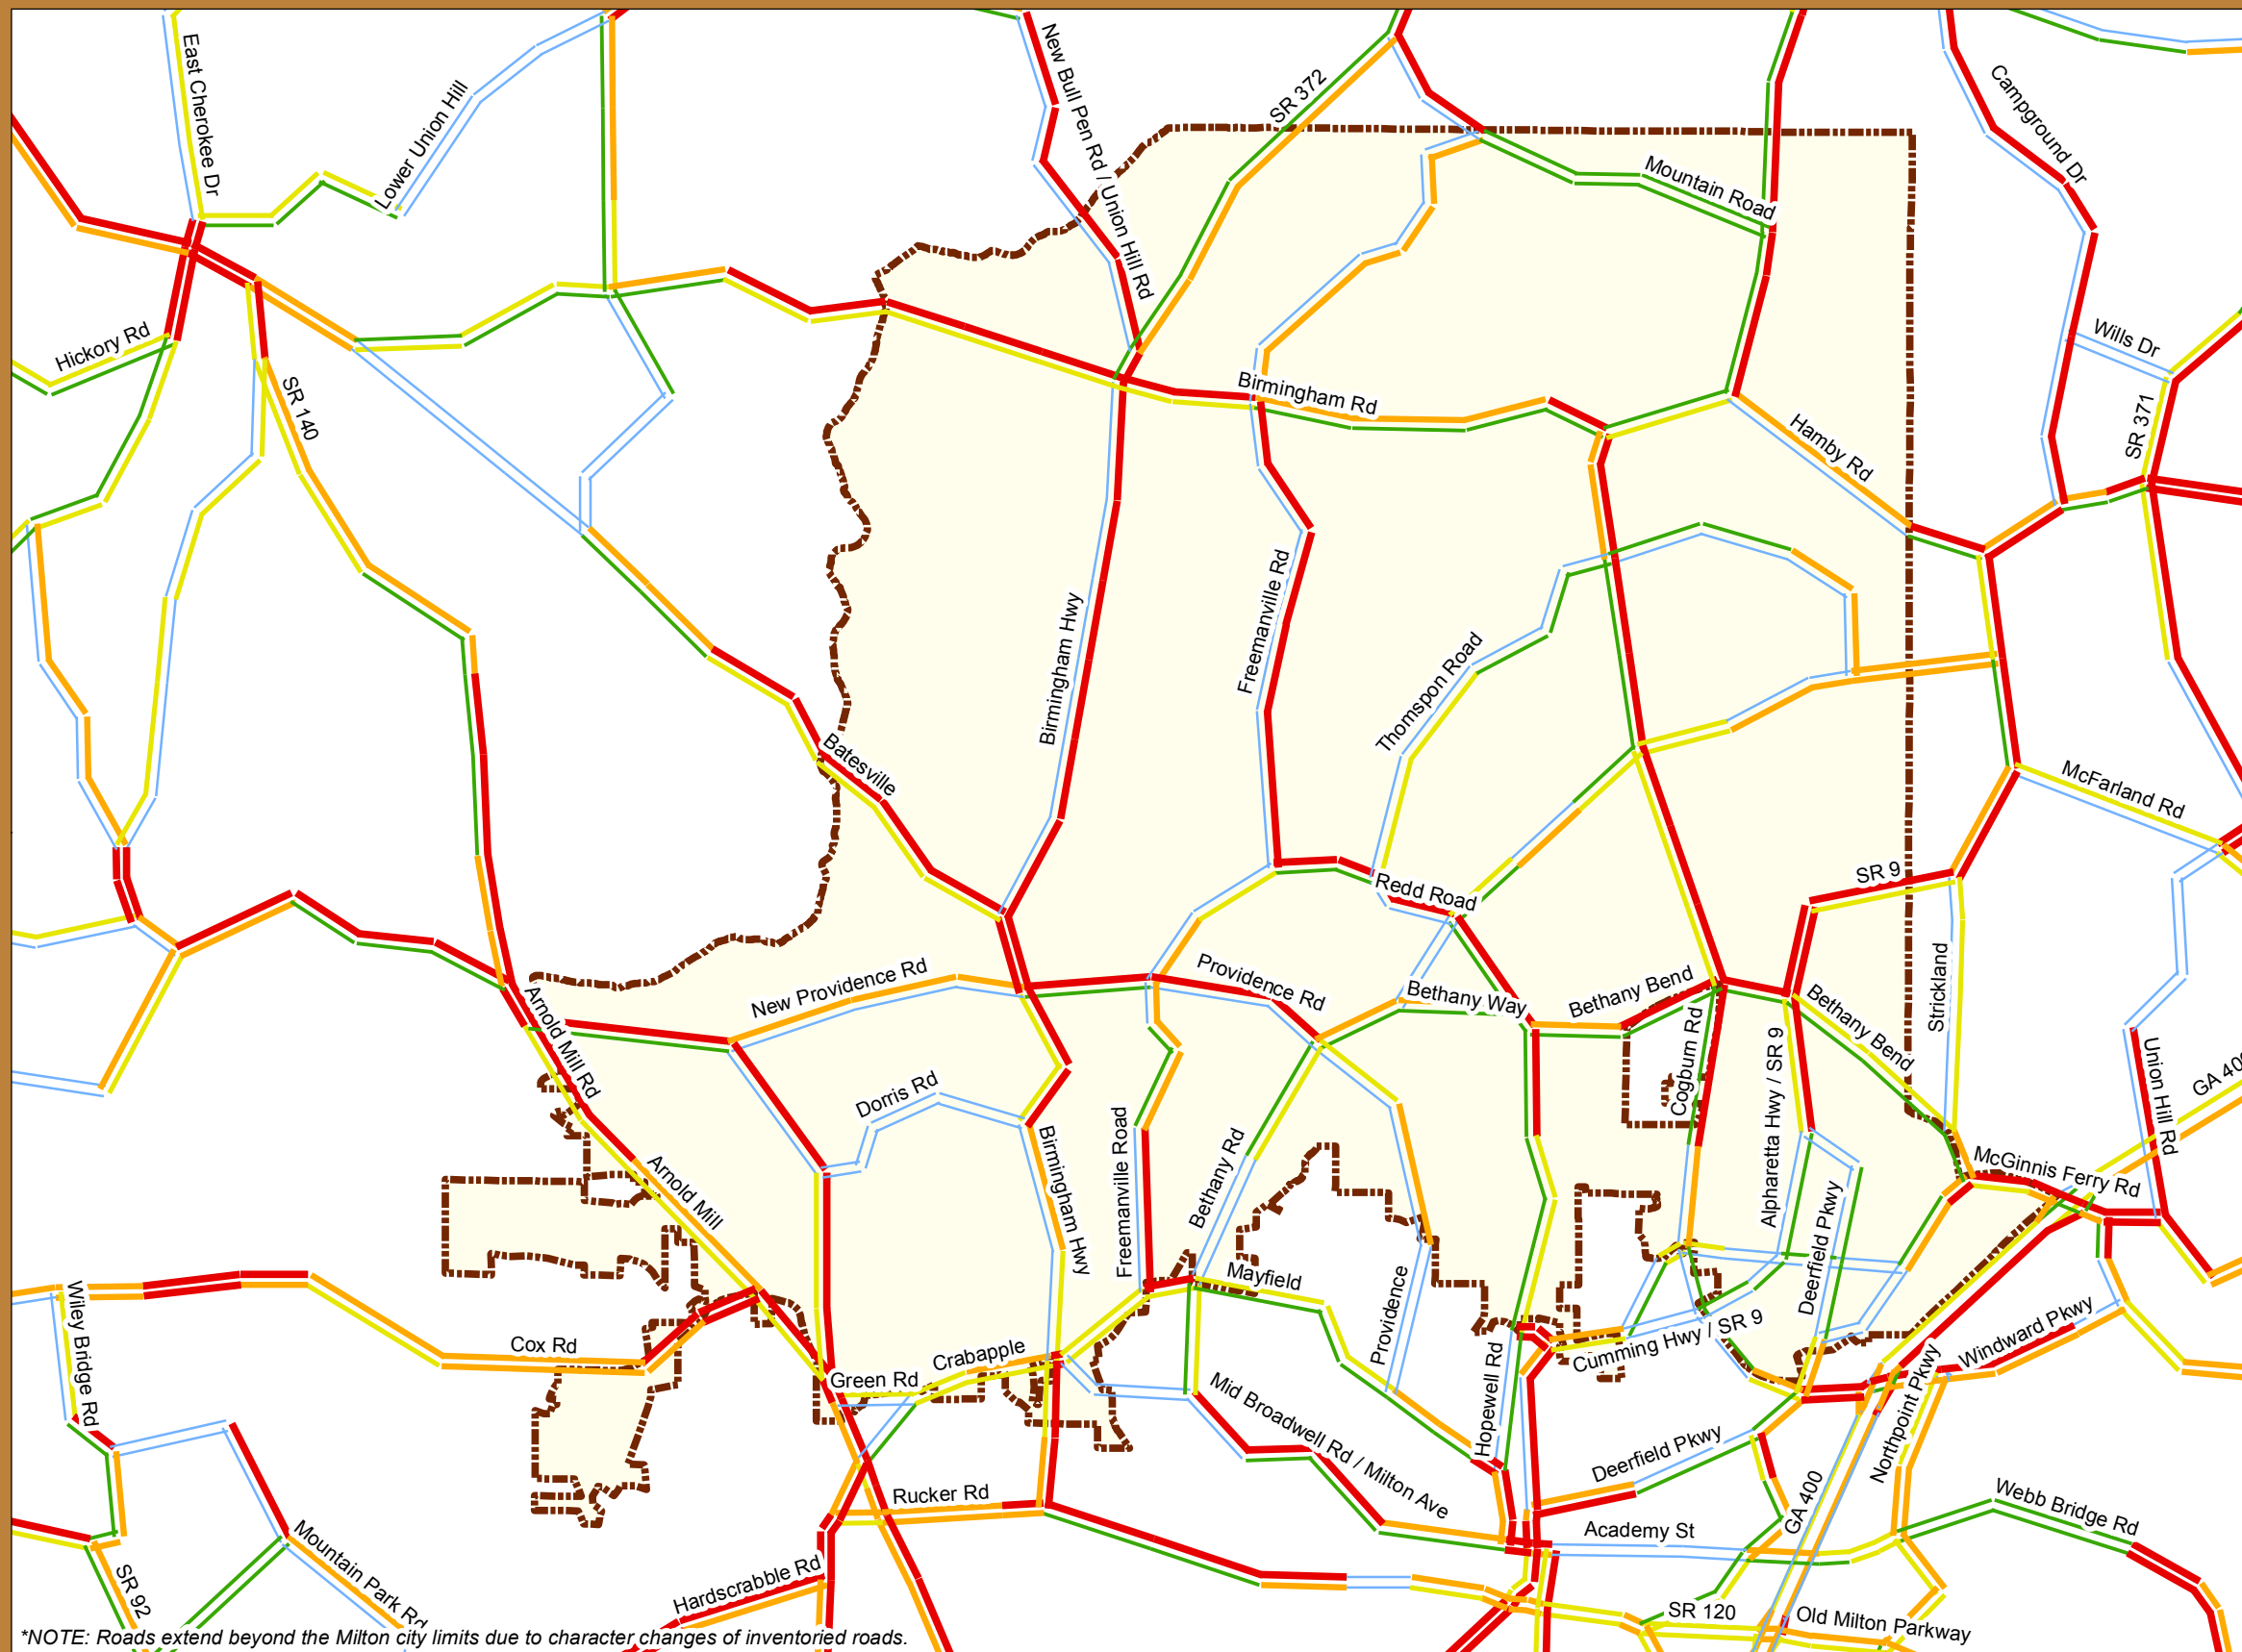 East Cherokee Dr
Lower Union Hill
New Bull Pen Rd / Union Hill Rd
SR 372
Campground Dr
Mountain Road
Hickory Rd
SR 140
Wills Dr
Birmingham Rd
SR 371
Hamby Rd
Birmingham Hwy
Freemanville Rd
Thomspon Road
Batesville
McFarland Rd
Redd Road
SR 9
New Providence Rd
Providence Rd
Bethany Way
Bethany Bend
Strickland
Bethany Bend
Arnold Mill Rd
Cogburn Rd
Alpharetta Hwy / SR 9
Union Hill Rd
GA 400
Dorris Rd
Arnold Mill
Birmingham Hwy
Freemanville Road
Bethany Rd
McGinnis Ferry Rd
Deerfield Pkwy
Mayfield
Providence
Wiley Bridge Rd
Cox Rd
Crabapple
Green Rd
Hopewell Rd
Cumming Hwy / SR 9
Windward Pkwy
Northpoint Pkwy
Mid Broadwell Rd / Milton Ave
Deerfield Pkwy
GA 400
Rucker Rd
Academy St
Webb Bridge Rd
Mountain Park Rd
SR 92
Hardscrabble Rd
SR 120
Old Milton Parkway
*NOTE: Roads extend beyond the Milton city limits due to character changes of inventoried roads.